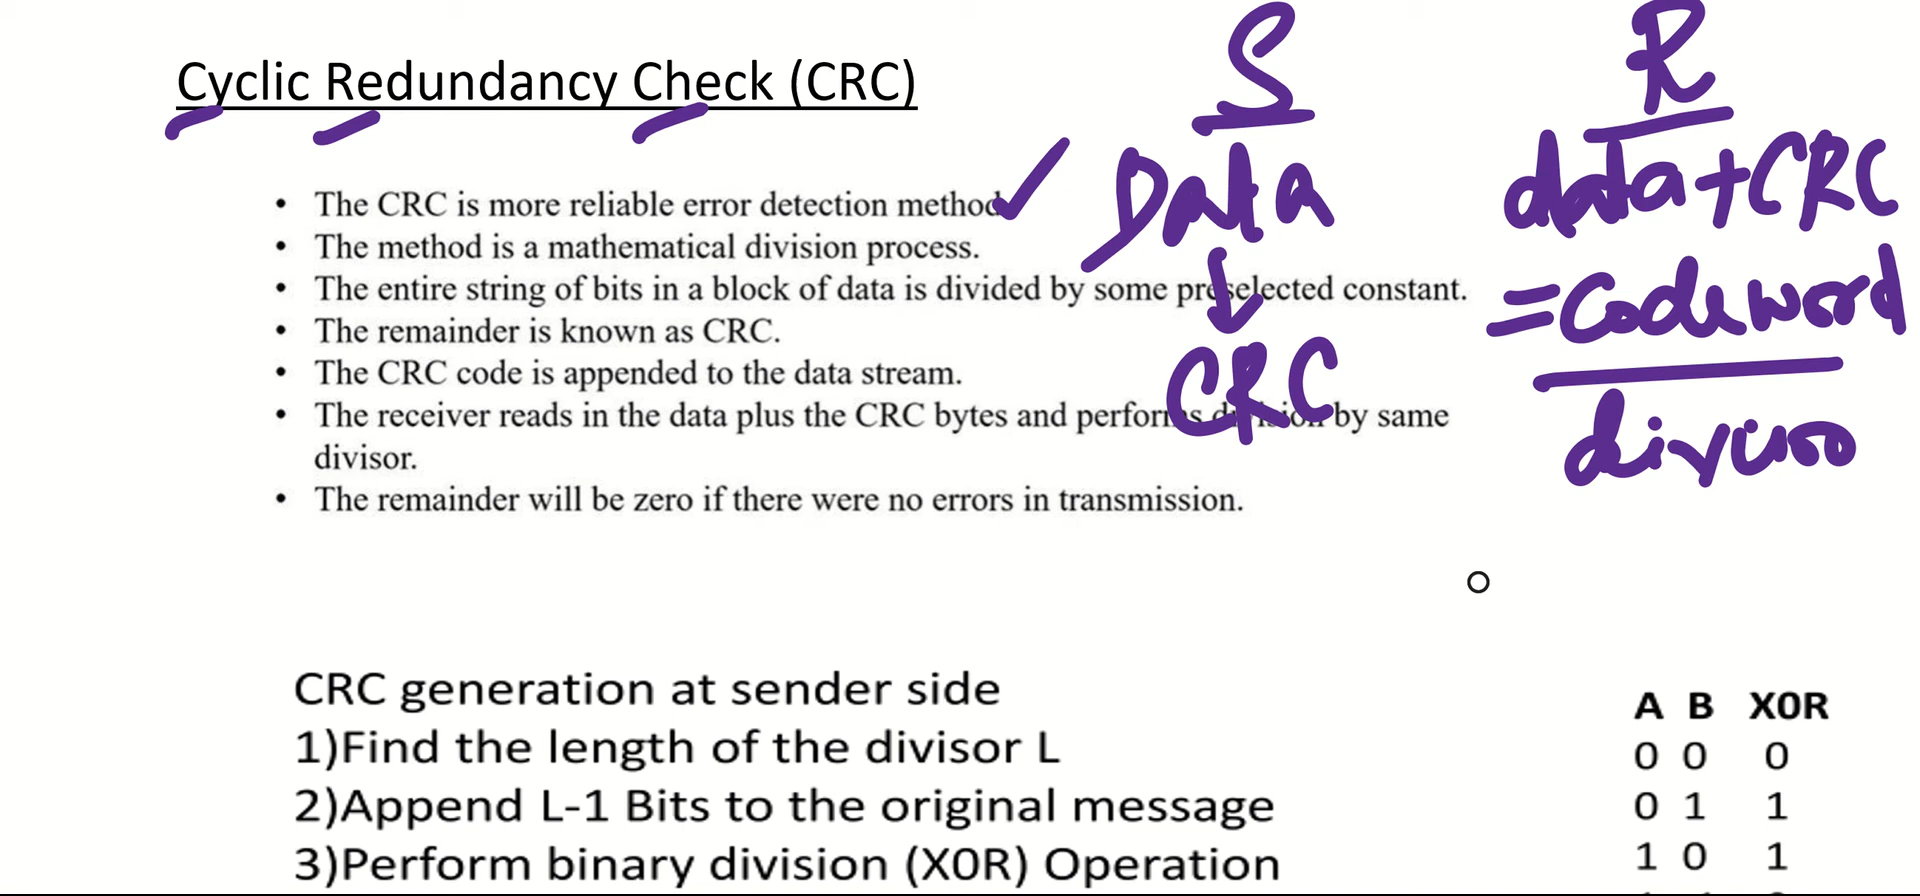 Cyclic Redundancy Check (CRC)
S
R
Data
data+CRC
• The CRC is more reliable error detection method
• The method is a mathematical division process.
• The entire string of bits in a block of data is divided by some preselected constant.
= Codeword
• The remainder is known as CRC.
CRC
• The CRC code is appended to the data stream.
• The receiver reads in the data plus the CRC bytes and performs division by same
divisor.
• The remainder will be zero if there were no errors in transmission.
CRC generation at sender side
1)Find the length of the divisor L
2)Append L-1 Bits to the original message
3)Perform binary division (XOR) Operation
A B XOR
0 0 0
0 1 1
1 0 1